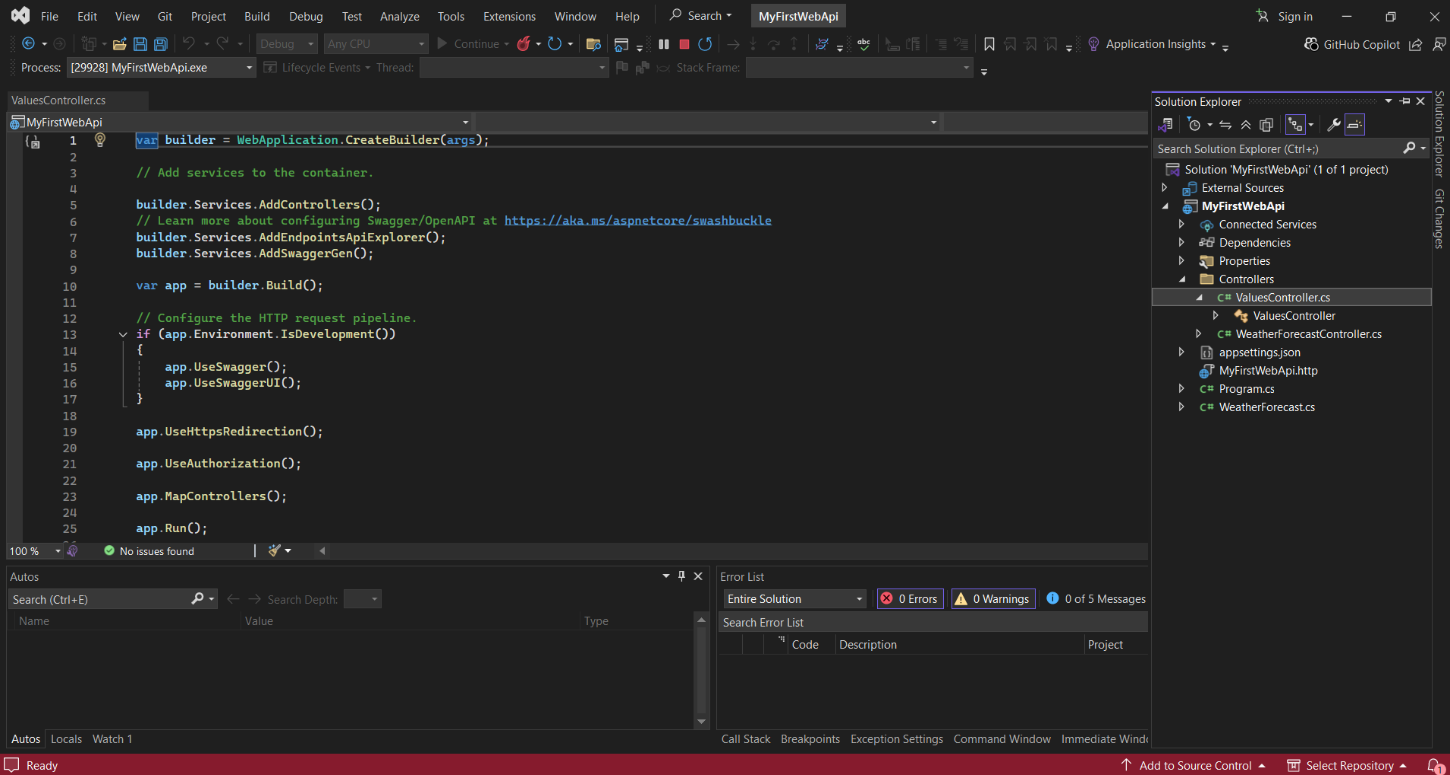 File Edit View Git Project Build Debug Test Analyze Tools Extensions Window Help Search MyFirstWebApi Sign in
Debug Any CPU Continue Application Insights GitHub Copilot
Process: [29928] MyFirstWebApi.exe Lifecycle Events Thread: Stack Frame:
ValuesController.cs
MyFirstWebApi
1 var builder = WebApplication.CreateBuilder(args);
2
3 // Add services to the container.
4
5 builder.Services.AddControllers();
6 // Learn more about configuring Swagger/OpenAPI at https://aka.ms/aspnetcore/swashbuckle
7 builder.Services.AddEndpointsApiExplorer();
8 builder.Services.AddSwaggerGen();
9
10 var app = builder.Build();
11
12 // Configure the HTTP request pipeline.
13 if (app.Environment.IsDevelopment())
14 {
15 app.UseSwagger();
16 app.UseSwaggerUI();
17 }
18
19 app.UseHttpsRedirection();
20
21 app.UseAuthorization();
22
23 app.MapControllers();
24
25 app.Run();
100 % No issues found
Autos
Search (Ctrl+E) Search Depth:
Name Value Type
Autos Locals Watch 1
Error List
Entire Solution 0 Errors 0 Warnings 0 of 5 Messages
Search Error List
Code Description Project
Call Stack Breakpoints Exception Settings Command Window Immediate Windo
Solution Explorer
Search Solution Explorer (Ctrl+;)
Solution 'MyFirstWebApi' (1 of 1 project)
External Sources
MyFirstWebApi
Connected Services
Dependencies
Properties
Controllers
C# ValuesController.cs
ValuesController
C# WeatherForecastController.cs
appsettings.json
MyFirstWebApi.http
C# Program.cs
C# WeatherForecast.cs
Solution Explorer
Git Changes
Ready Add to Source Control Select Repository 1